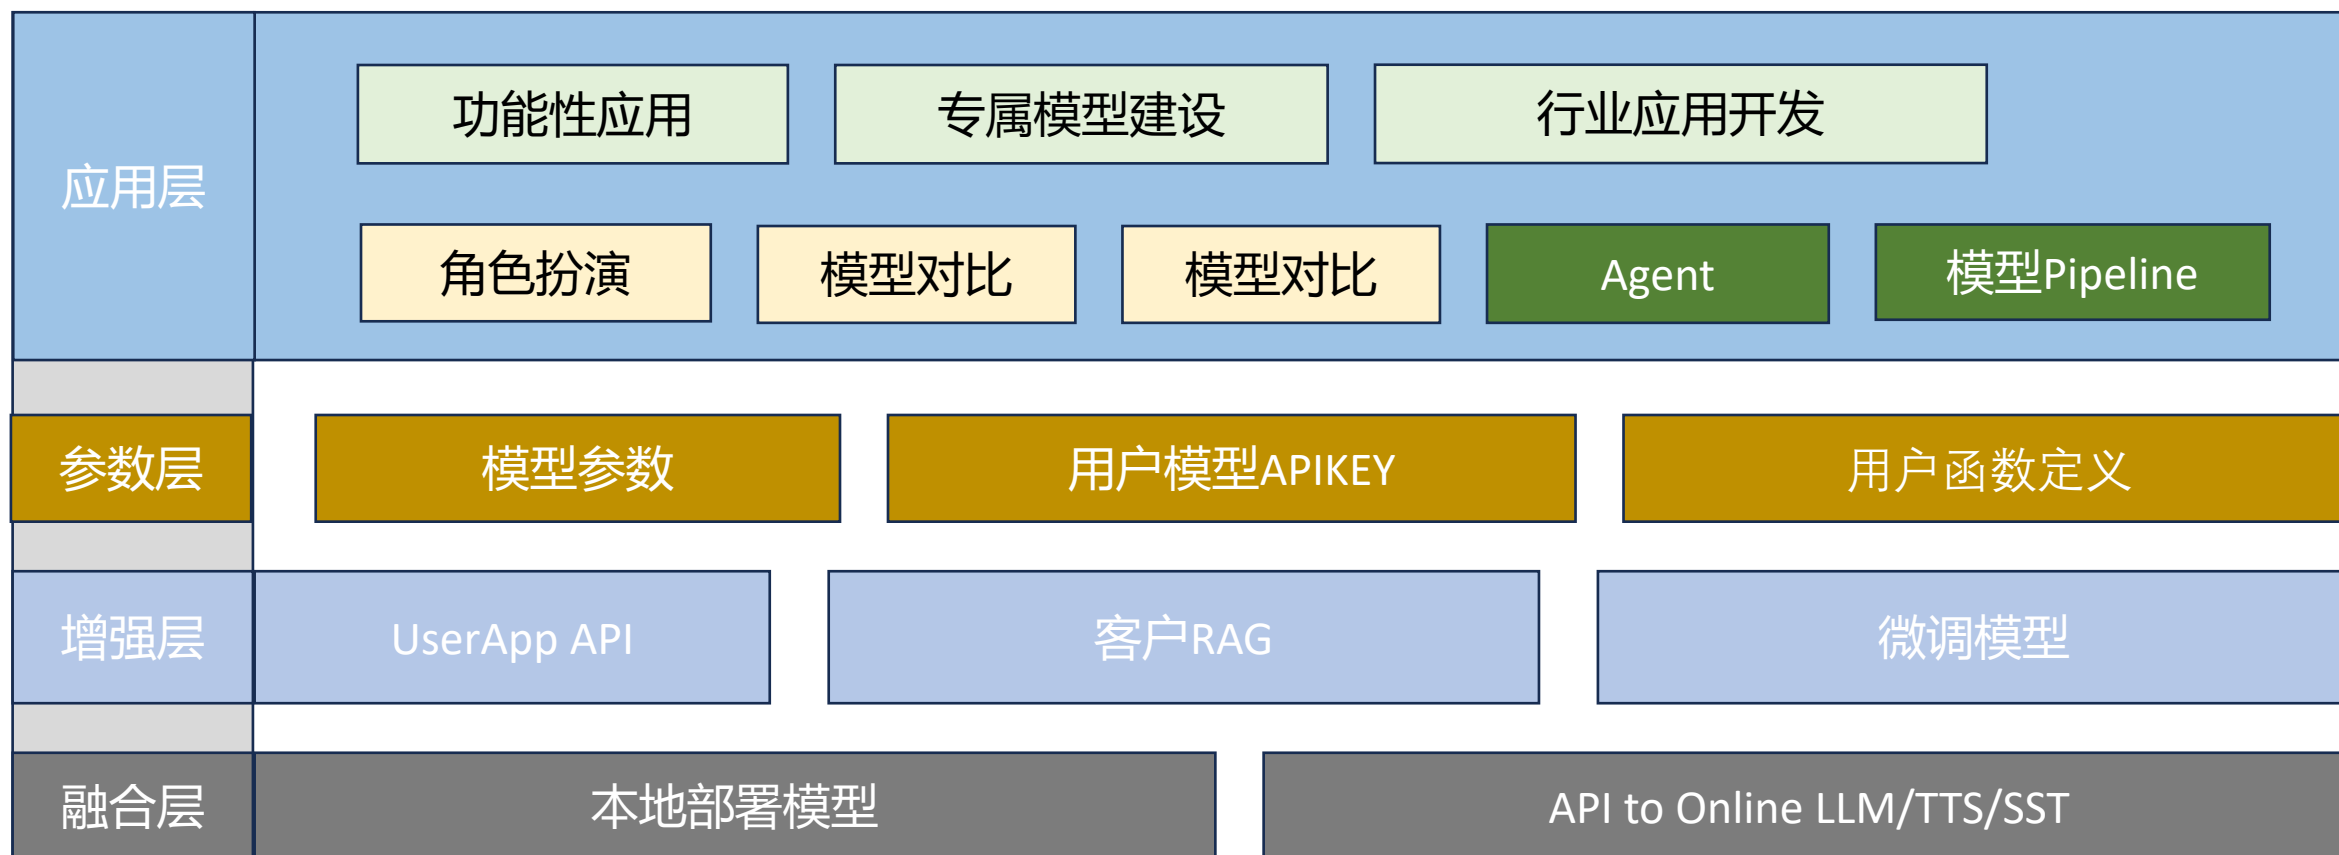 功能性应用
专属模型建设
行业应用开发
应用层
角色扮演
模型对比
模型对比
Agent
模型Pipeline
参数层
模型参数
用户模型APIKEY
用户函数定义
增强层
UserApp API
客户RAG
微调模型
融合层
本地部署模型
API to Online LLM/TTS/SST